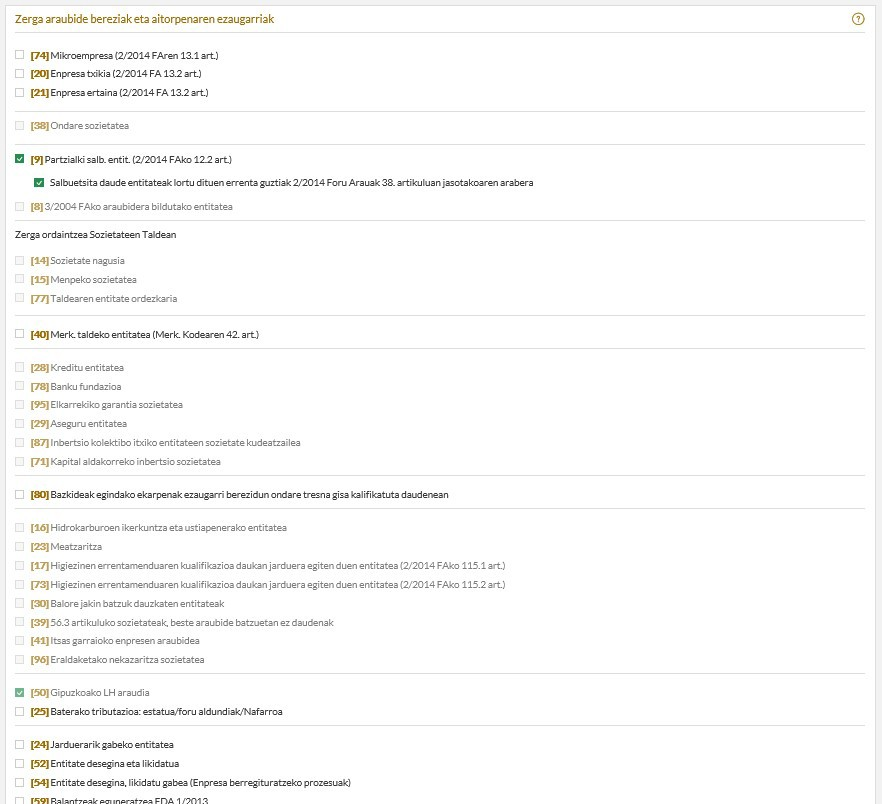 Zerga araubide bereziak eta aitorpenaren ezaugarriak
[74] Mikroempresa (2/2014 FAren 13.1 art.)
[20] Enpresa txikia (2/2014 FA 13.2 art.)
[21] Enpresa ertaina (2/2014 FA 13.2 art.)
[38] Ondare sozietatea
[9] Partzialki salb. entit. (2/2014 FAko 12.2 art.)
Salbuetsita daude entitateak lortu dituen errenta guztiak 2/2014 Foru Arauak 38. artikuluan jasotakoaren arabera
[8] 3/2004 FAko araubidera bildutako entitatea
Zerga ordaintzea Sozietateen Taldean
[14] Sozietate nagusia
[15] Menpeko sozietatea
[77] Taldearen entitate ordezkaria
[40] Merk. taldeko entitatea (Merk. Kodearen 42. art.)
[28] Kreditu entitatea
[78] Banku fundazioa
[95] Elkarrekiko garantia sozietatea
[29] Aseguru entitatea
[87] Inbertsio kolektibo itxiko entitateen sozietate kudeatzailea
[71] Kapital aldakorreko inbertsio sozietatea
[80] Bazkideak egindako ekarpenak ezaugarri berezidun ondare tresna gisa kalifikatuta daudenean
[16] Hidrokarburoen ikerkuntza eta ustiapenerako entitatea
[23] Meatzaritza
[17] Higiezinen errentamenduaren kualifikazioa daukan jarduera egiten duen entitatea (2/2014 FAko 115.1 art.)
[73] Higiezinen errentamenduaren kualifikazioa daukan jarduera egiten duen entitatea (2/2014 FAko 115.2 art.)
[30] Balore jakin batzuk dauzkaten entitateak
[39] 56.3 artikuluko sozietateak, beste araubide batzuetan ez daudenak
[41] Itsas garraioko enpresen araubidea
[96] Eraldaketako nekazaritza sozietatea
[50] Gipuzkoako LH araudia
[25] Baterako tributazioa: estatua/foru aldundiak/Nafarroa
[24] Jarduerarik gabeko entitatea
[52] Entitate desegina eta likidatua
[54] Entitate desegina, likidatu gabea (Enpresa berregituratzeko prozesuak)
[59] Balantzeak eguneratzea FDA 1/2013